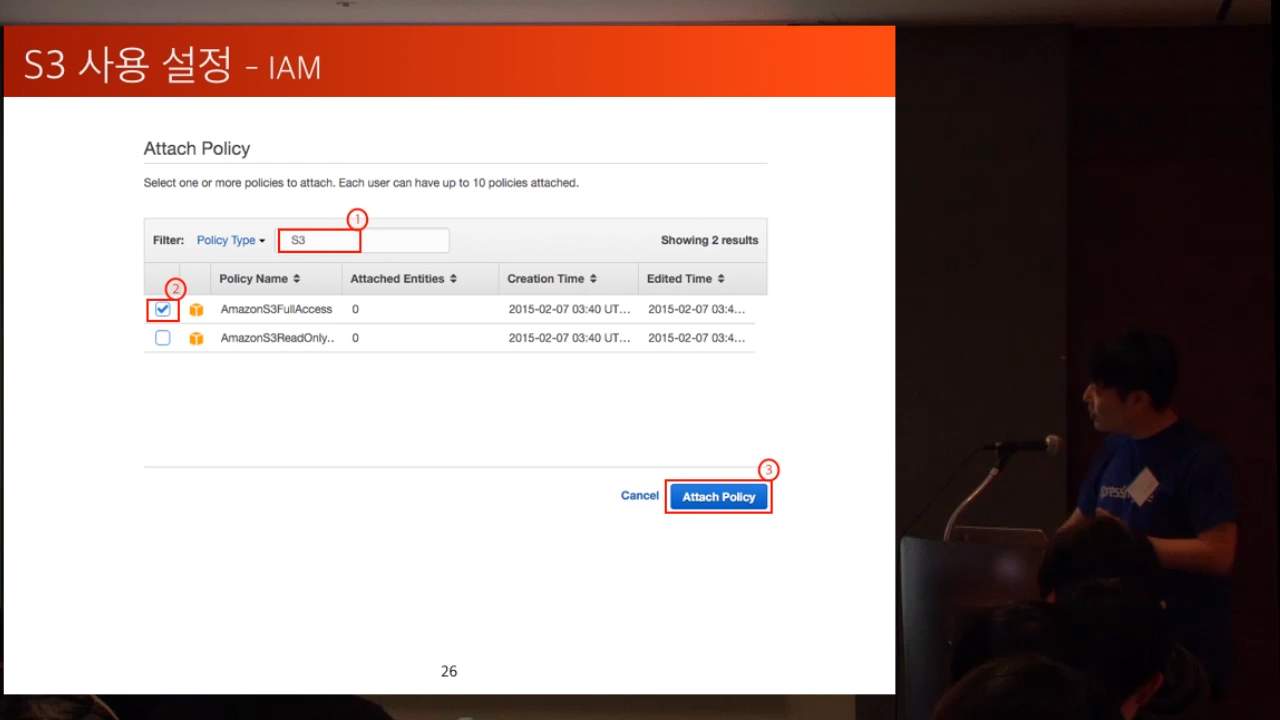 S3 사용 설정 - IAM
Attach Policy
Select one or more policies to attach. Each user can have up to 10 policies attached.
1
Filter: Policy Type S3 Showing 2 results
Policy Name Attached Entities Creation Time Edited Time
2
AmazonS3FullAccess 0 2015-02-07 03:40 UT... 2015-02-07 03:4...
AmazonS3ReadOnly.. 0 2015-02-07 03:40 UT... 2015-02-07 03:4...
3
Cancel Attach Policy
26